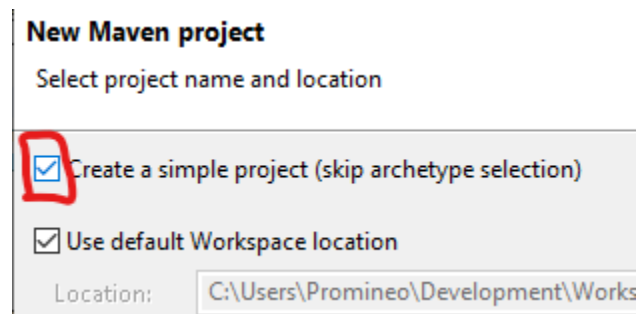 New Maven project
Select project name and location
Create a simple project (skip archetype selection)
Use default Workspace location
Location: C:\Users\Promineo\Development\Works